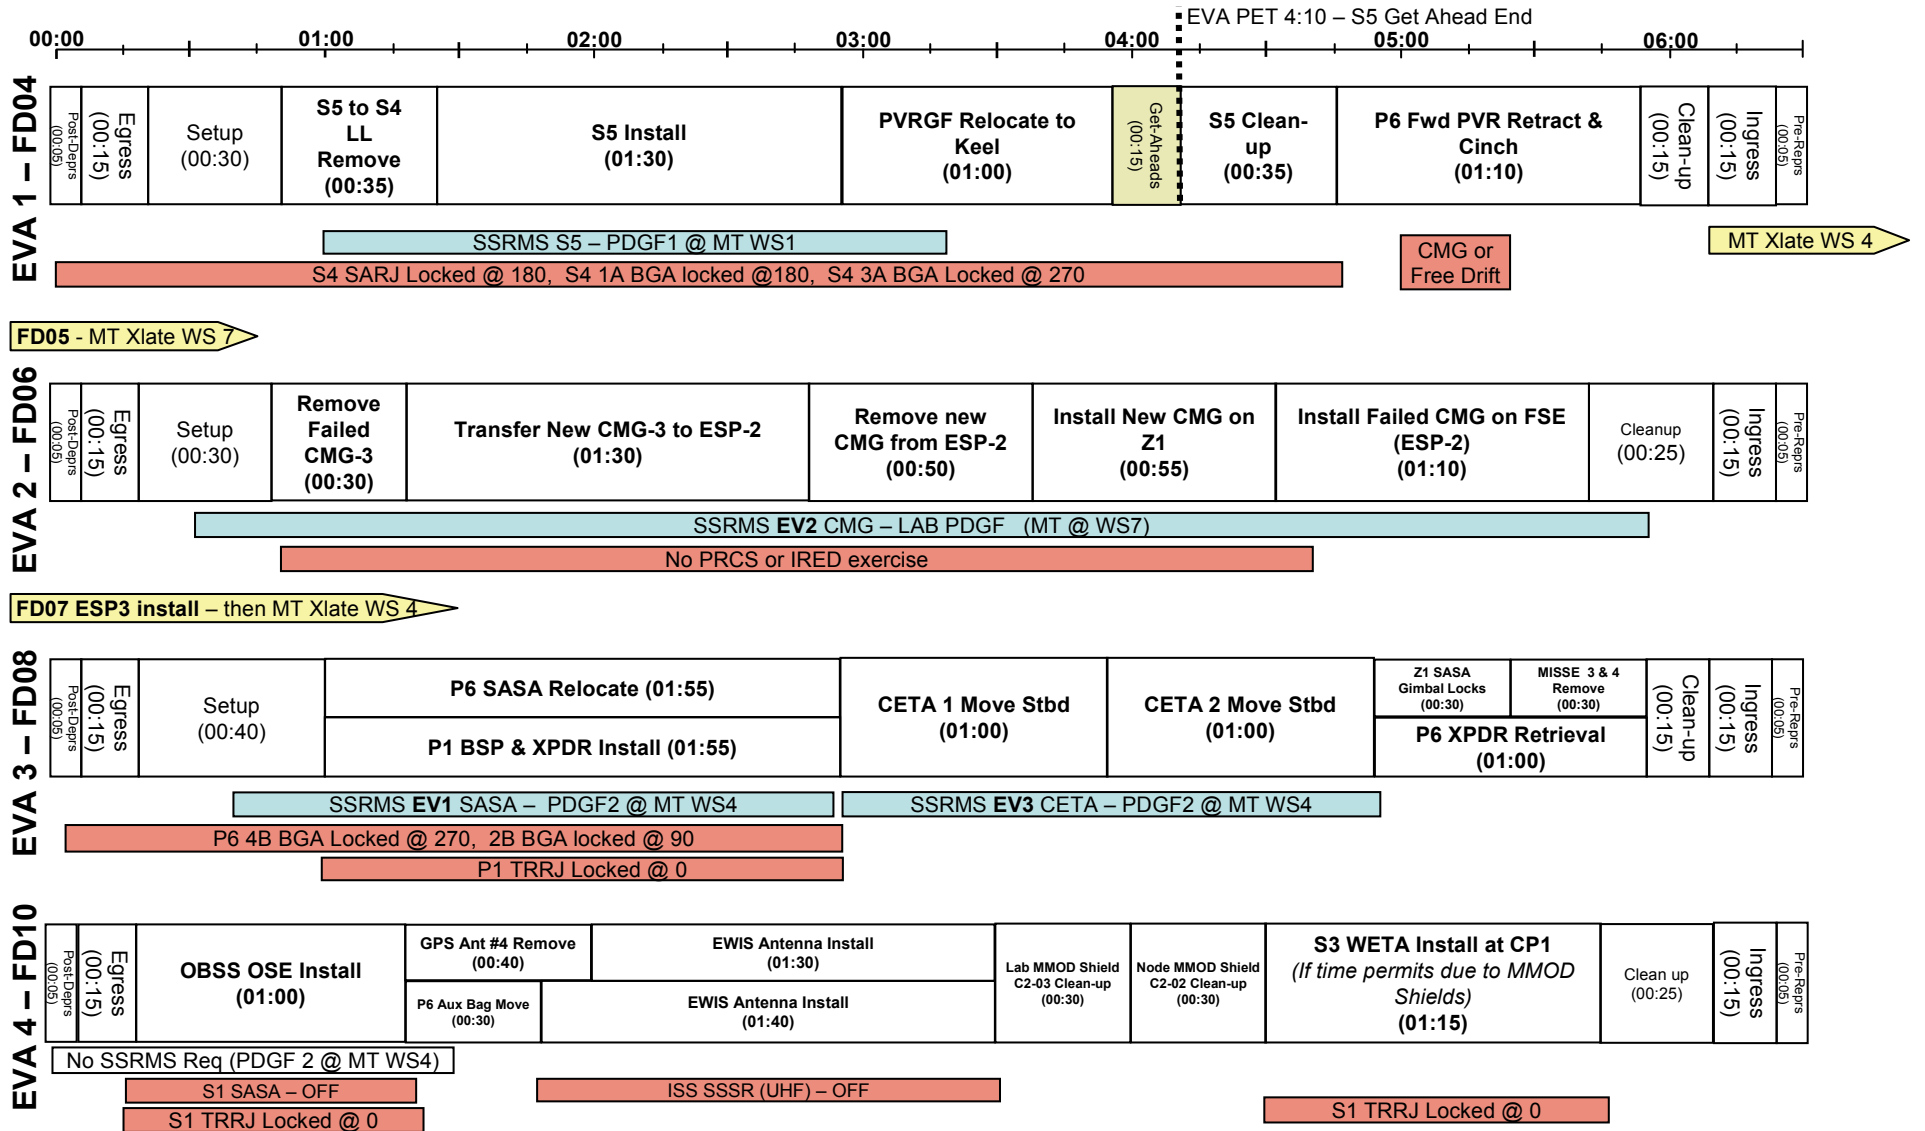 EVA PET 4:10 – S5 Get Ahead End
00:00 01:00 02:00 03:00 04:00 05:00 06:00
EVA 1 – FD04
Post-Deprs
(00:05)
Egress
(00:15)
Setup
(00:30)
S5 to S4
LL
Remove
(00:35)
S5 Install
(01:30)
PVRGF Relocate to
Keel
(01:00)
Get-Aheads
(00:15)
S5 Clean-
up
(00:35)
P6 Fwd PVR Retract &
Cinch
(01:10)
Clean-up
(00:15)
Ingress
(00:15)
Pre-Reprs
(00:05)
SSRMS S5 – PDGF1 @ MT WS1
S4 SARJ Locked @ 180, S4 1A BGA locked @180, S4 3A BGA Locked @ 270
CMG or
Free Drift
MT Xlate WS 4
FD05 - MT Xlate WS 7
EVA 2 – FD06
Post-Deprs
(00:05)
Egress
(00:15)
Setup
(00:30)
Remove
Failed
CMG-3
(00:30)
Transfer New CMG-3 to ESP-2
(01:30)
Remove new
CMG from ESP-2
(00:50)
Install New CMG on
Z1
(00:55)
Install Failed CMG on FSE
(ESP-2)
(01:10)
Cleanup
(00:25)
Ingress
(00:15)
Pre-Reprs
(00:05)
SSRMS EV2 CMG – LAB PDGF (MT @ WS7)
No PRCS or IRED exercise
FD07 ESP3 install – then MT Xlate WS 4
EVA 3 – FD08
Post-Deprs
(00:05)
Egress
(00:15)
Setup
(00:40)
P6 SASA Relocate (01:55)
P1 BSP & XPDR Install (01:55)
CETA 1 Move Stbd
(01:00)
CETA 2 Move Stbd
(01:00)
Z1 SASA
Gimbal Locks
(00:30)
MISSE 3 & 4
Remove
(00:30)
P6 XPDR Retrieval
(01:00)
Clean-up
(00:15)
Ingress
(00:15)
Pre-Reprs
(00:05)
SSRMS EV1 SASA – PDGF2 @ MT WS4
SSRMS EV3 CETA – PDGF2 @ MT WS4
P6 4B BGA Locked @ 270, 2B BGA locked @ 90
P1 TRRJ Locked @ 0
EVA 4 – FD10
Post-Deprs
(00:05)
Egress
(00:15)
OBSS OSE Install
(01:00)
GPS Ant #4 Remove
(00:40)
EWIS Antenna Install
(01:30)
P6 Aux Bag Move
(00:30)
EWIS Antenna Install
(01:40)
Lab MMOD Shield
C2-03 Clean-up
(00:30)
Node MMOD Shield
C2-02 Clean-up
(00:30)
S3 WETA Install at CP1
(If time permits due to MMOD
Shields)
(01:15)
Clean up
(00:25)
Ingress
(00:15)
Pre-Reprs
(00:05)
No SSRMS Req (PDGF 2 @ MT WS4)
S1 SASA – OFF
ISS SSSR (UHF) – OFF
S1 TRRJ Locked @ 0
S1 TRRJ Locked @ 0